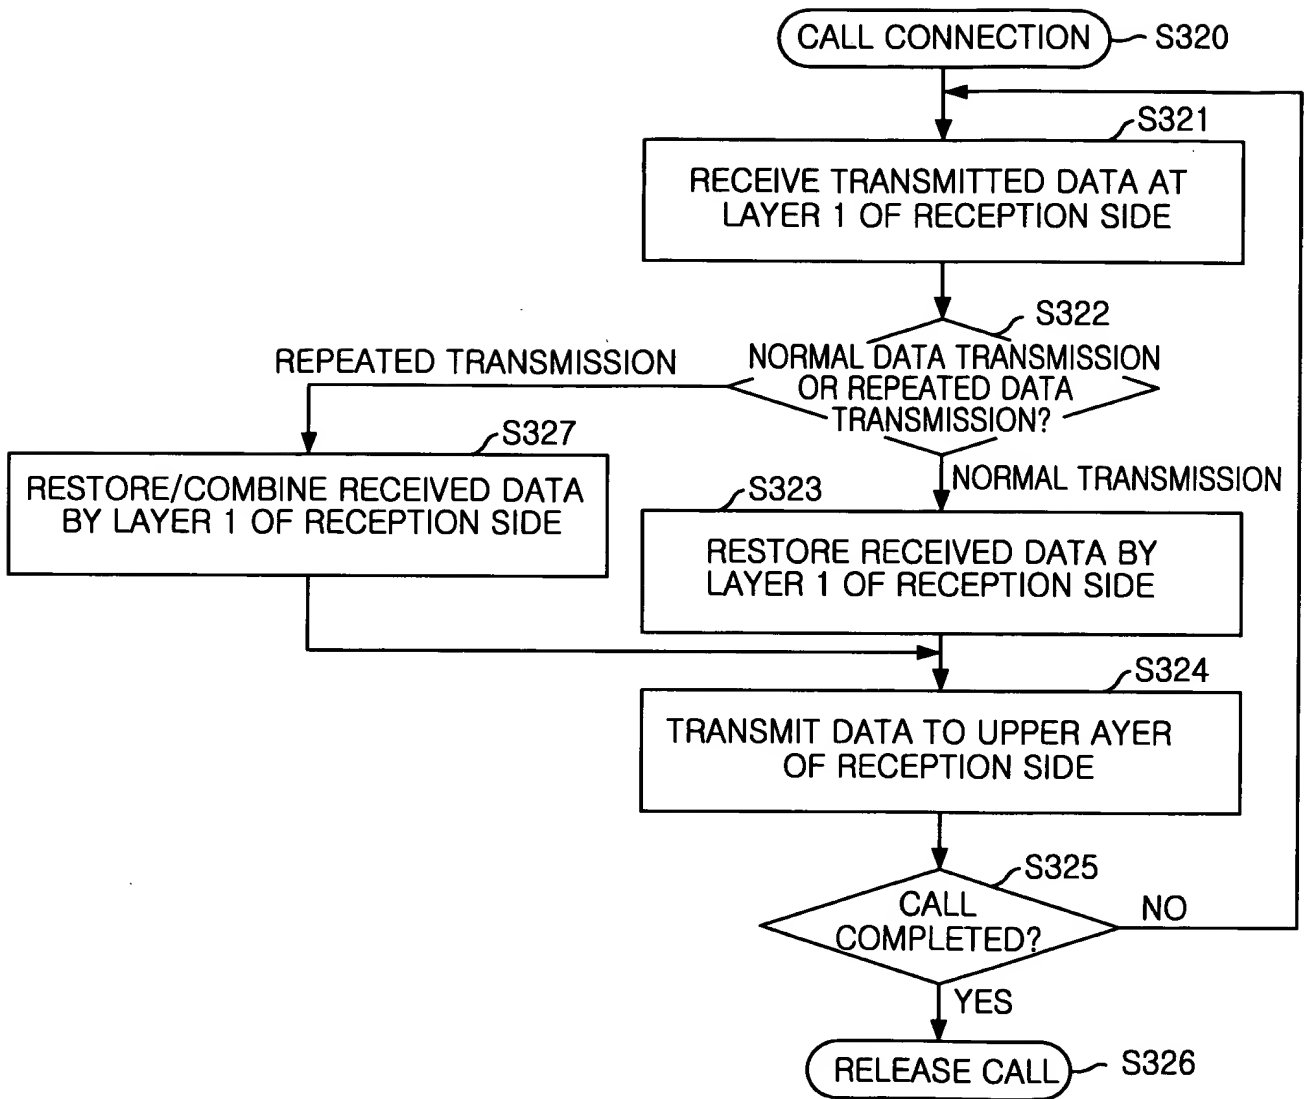 CALL CONNECTION
S320
S321
RECEIVE TRANSMITTED DATA AT
LAYER 1 OF RECEPTION SIDE
S322
NORMAL DATA TRANSMISSION
OR REPEATED DATA
TRANSMISSION?
REPEATED TRANSMISSION
S327
RESTORE/COMBINE RECEIVED DATA
BY LAYER 1 OF RECEPTION SIDE
NORMAL TRANSMISSION
S323
RESTORE RECEIVED DATA BY
LAYER 1 OF RECEPTION SIDE
S324
TRANSMIT DATA TO UPPER AYER
OF RECEPTION SIDE
S325
CALL
COMPLETED?
NO
YES
RELEASE CALL
S326